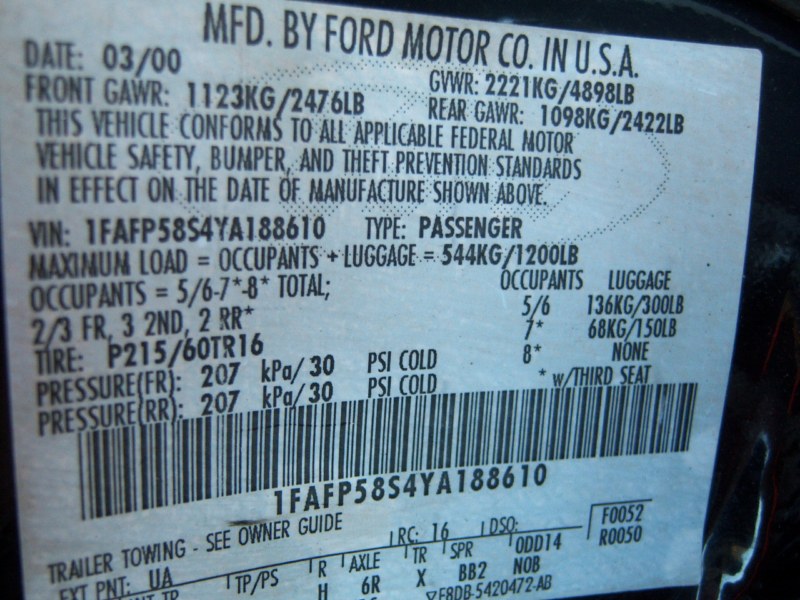 MFD. BY FORD MOTOR CO. IN U.S.A.
DATE: 03/00 GVWR: 2221KG/4898LB
FRONT GAWR: 1123KG/2476LB REAR GAWR: 1098KG/2422LB
THIS VEHICLE CONFORMS TO ALL APPLICABLE FEDERAL MOTOR
VEHICLE SAFETY, BUMPER, AND THEFT PREVENTION STANDARDS
IN EFFECT ON THE DATE OF MANUFACTURE SHOWN ABOVE.
VIN: 1FAFP58S4YA188610 TYPE: PASSENGER
MAXIMUM LOAD = OCCUPANTS + LUGGAGE = 544KG/1200LB
OCCUPANTS = 5/6-7*-8* TOTAL; OCCUPANTS LUGGAGE
2/3 FR, 3 2ND, 2 RR* 5/6 136KG/300LB
TIRE: P215/60TR16 7* 68KG/150LB
PRESSURE(FR): 207 kPa/ 30 PSI COLD 8* NONE
PRESSURE(RR): 207 kPa/ 30 PSI COLD * w/THIRD SEAT
1FAFP58S4YA188610
TRAILER TOWING - SEE OWNER GUIDE RC: 16 DSO: F0052
EXT PNT: UA ODD14 R0050
TP/PS R AXLE TR SPR NOB
H 6R X BB2
F8DB-5420472-AB